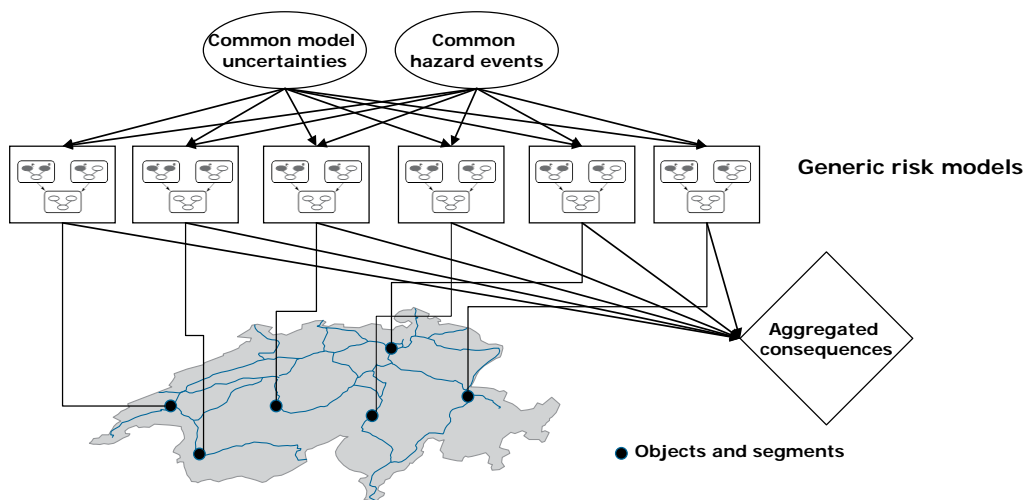 Common model
uncertainties
Common
hazard events
Generic risk models
Aggregated
consequences
Objects and segments